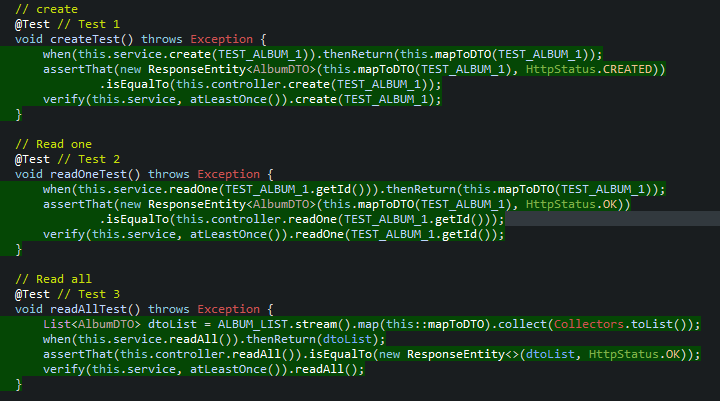 // create
@Test // Test 1
void createTest() throws Exception {
    when(this.service.create(TEST_ALBUM_1)).thenReturn(this.mapToDTO(TEST_ALBUM_1));
    assertThat(new ResponseEntity<AlbumDTO>(this.mapToDTO(TEST_ALBUM_1), HttpStatus.CREATED))
            .isEqualTo(this.controller.create(TEST_ALBUM_1));
    verify(this.service, atLeastOnce()).create(TEST_ALBUM_1);
}
// Read one
@Test // Test 2
void readOneTest() throws Exception {
    when(this.service.readOne(TEST_ALBUM_1.getId())).thenReturn(this.mapToDTO(TEST_ALBUM_1));
    assertThat(new ResponseEntity<AlbumDTO>(this.mapToDTO(TEST_ALBUM_1), HttpStatus.OK))
            .isEqualTo(this.controller.readOne(TEST_ALBUM_1.getId()));
    verify(this.service, atLeastOnce()).readOne(TEST_ALBUM_1.getId());
}
// Read all
@Test // Test 3
void readAllTest() throws Exception {
    List<AlbumDTO> dtoList = ALBUM_LIST.stream().map(this::mapToDTO).collect(Collectors.toList());
    when(this.service.readAll()).thenReturn(dtoList);
    assertThat(this.controller.readAll()).isEqualTo(new ResponseEntity<>(dtoList, HttpStatus.OK));
    verify(this.service, atLeastOnce()).readAll();
}